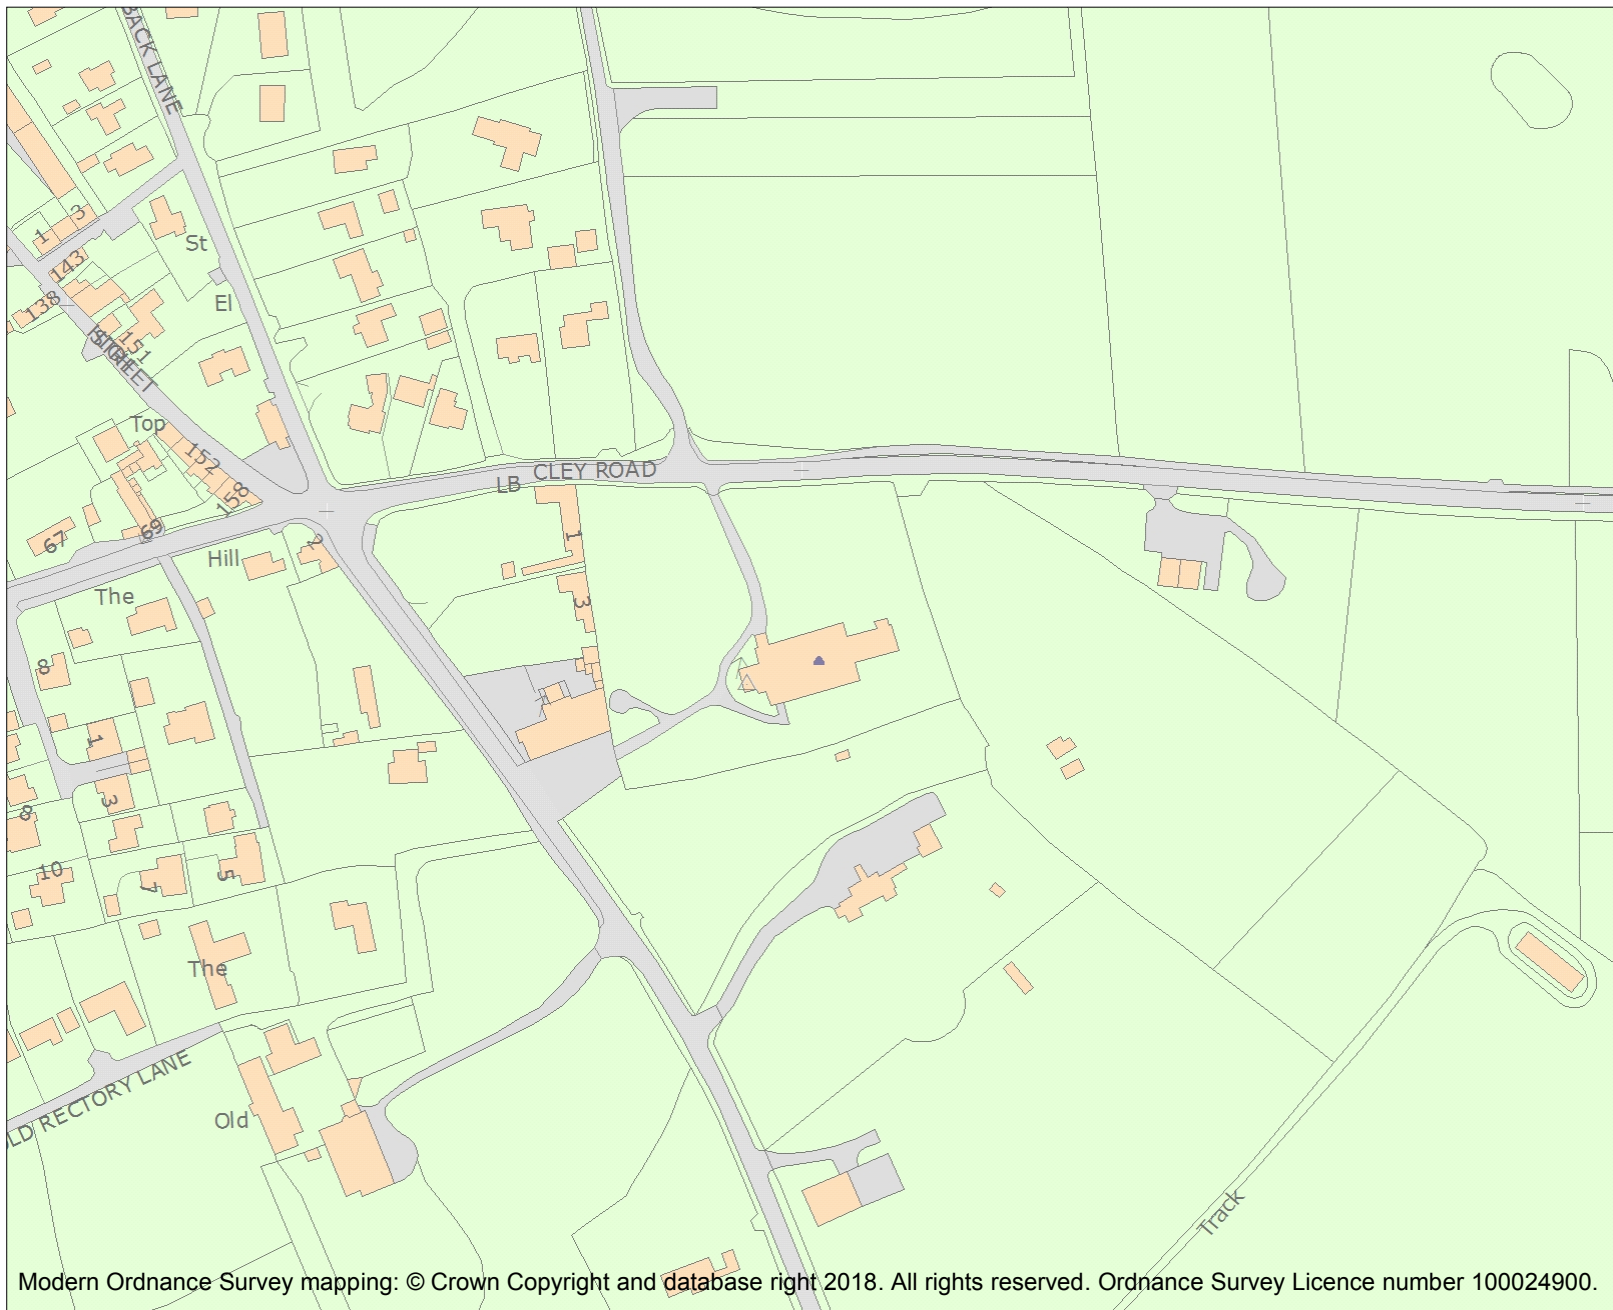 BACK LANE
3
1
St
143
El
138
HIGH
STREET
151
Top
152
CLEY ROAD
LB
158
69
67
1
2
Hill
The
3
8
1
3
8
10
5
7
The
OLD RECTORY LANE
Old
Track
Modern Ordnance Survey mapping: © Crown Copyright and database right 2018. All rights reserved. Ordnance Survey Licence number 100024900.